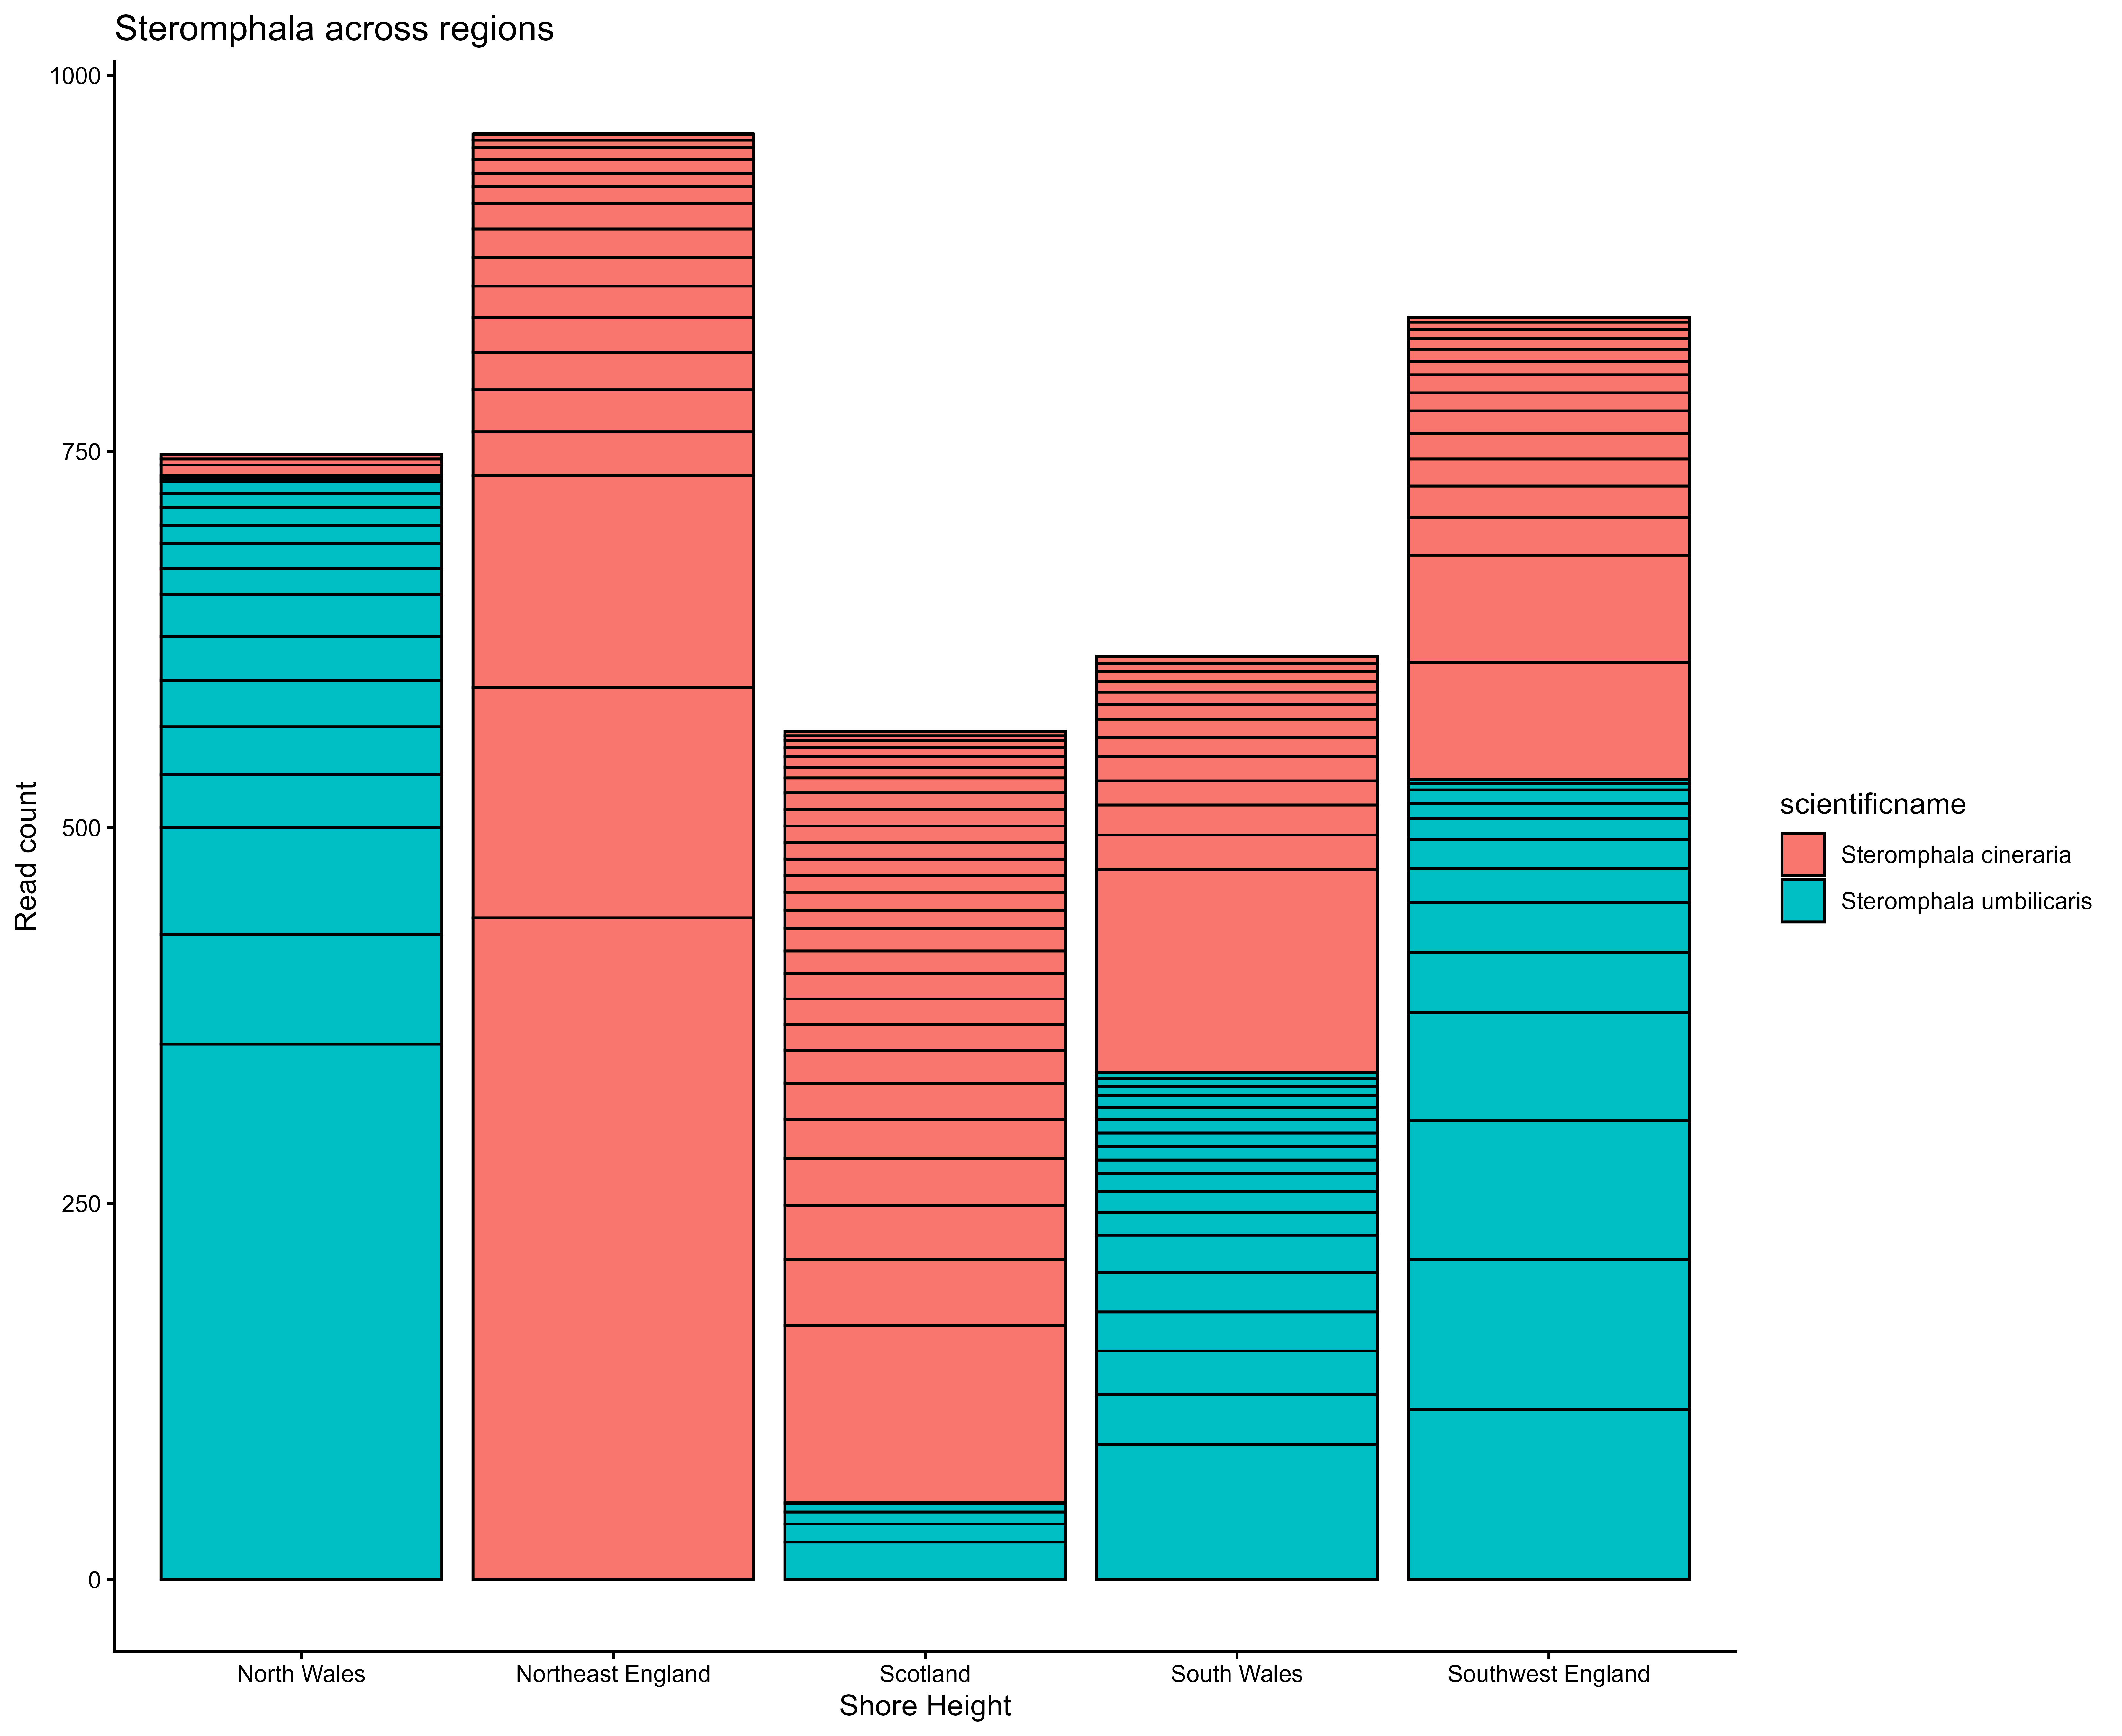 Steromphala across regions
1000
750
500
250
0
Read count
North Wales
Northeast England
Scotland
South Wales
Southwest England
Shore Height
scientificname
Steromphala cineraria
Steromphala umbilicaris